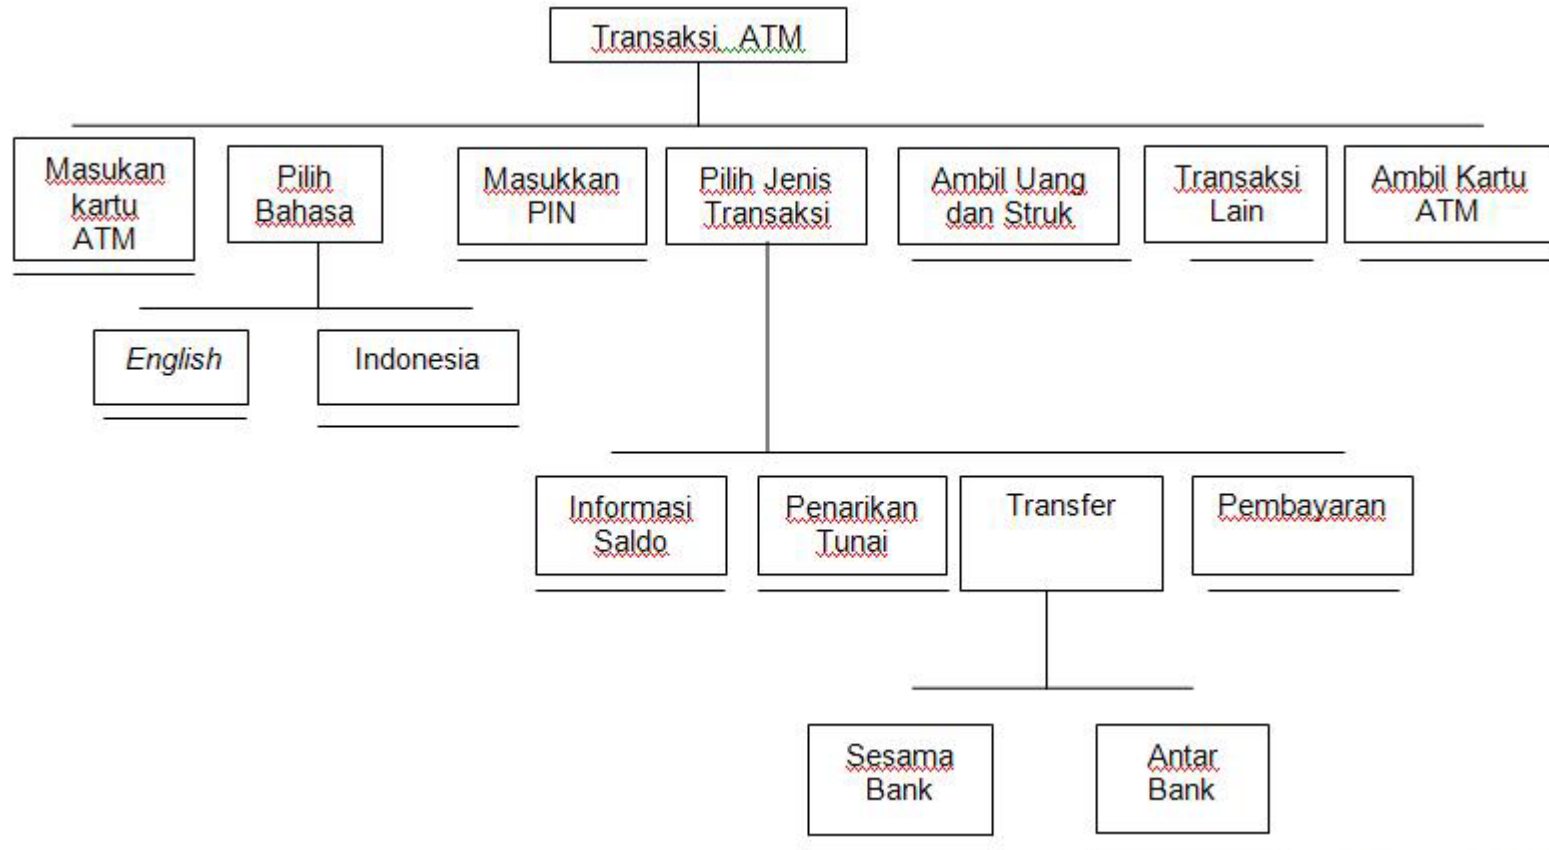 Transaksi ATM
Masukan
kartu
ATM
Pilih
Bahasa
Masukkan
PIN
Pilih Jenis
Transaksi
Ambil Uang
dan Struk
Transaksi
Lain
Ambil Kartu
ATM
English
Indonesia
Informasi
Saldo
Penarikan
Tunai
Transfer
Pembayaran
Sesama
Bank
Antar
Bank